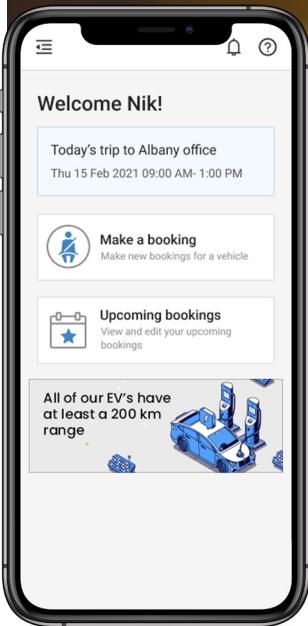 Welcome Nik!
Today's trip to Albany office
Thu 15 Feb 2021 09:00 AM- 1:00 PM
Make a booking
Make new bookings for a vehicle
Upcoming bookings
View and edit your upcoming
bookings
All of our EV's have
at least a 200 km
range